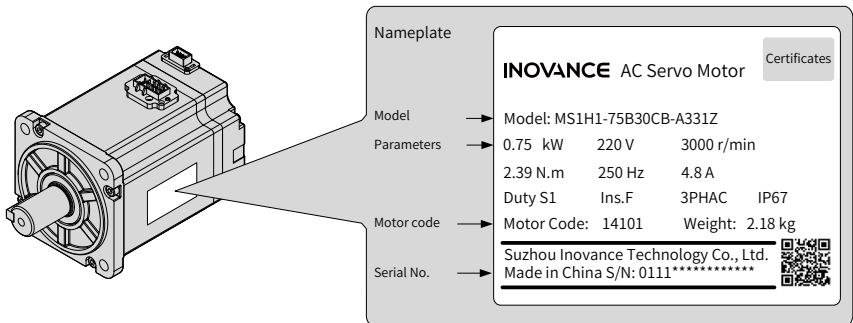 Nameplate
INOVANCE AC Servo Motor
Certificates
Model
Model: MS1H1-75B30CB-A331Z
Parameters
0.75 kW 220 V 3000 r/min
2.39 N.m 250 Hz 4.8 A
Duty S1 Ins.F 3PHAC IP67
Motor code
Motor Code: 14101 Weight: 2.18 kg
Suzhou Inovance Technology Co., Ltd.
Serial No.
Made in China S/N: 0111************